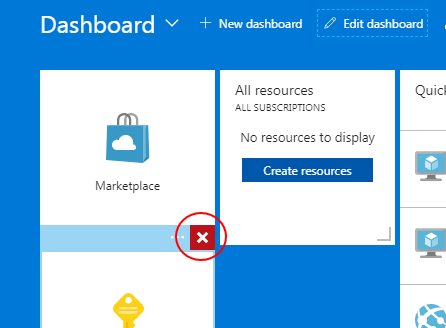 Dashboard
+ New dashboard
Edit dashboard
All resources
ALL SUBSCRIPTIONS
No resources to display
Create resources
Quick
Marketplace